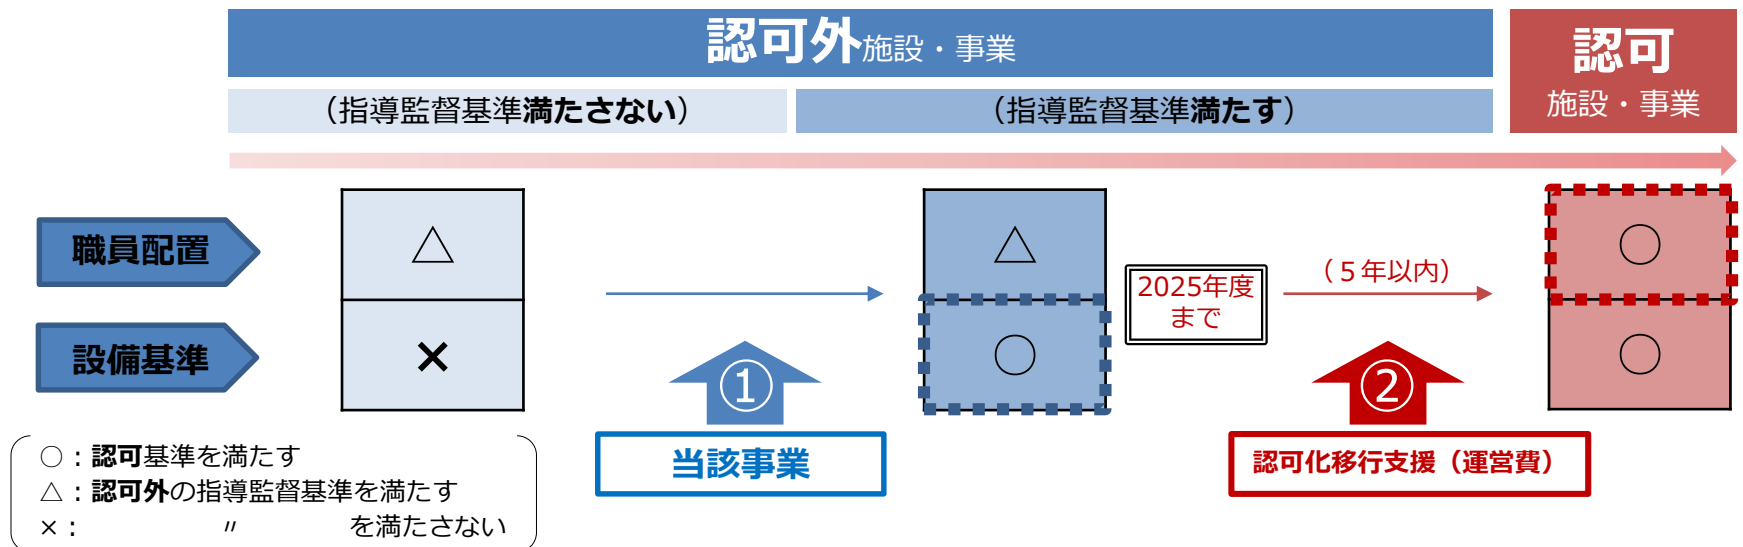 認可外施設・事業
認可
施設・事業
（指導監督基準満たさない）
（指導監督基準満たす）
職員配置
設備基準
△
×
△
○
2025年度
まで
（５年以内）
○
○
①
当該事業
②
認可化移行支援（運営費）
○：認可基準を満たす
△：認可外の指導監督基準を満たす
×：　　　　　〃　　　　を満たさない